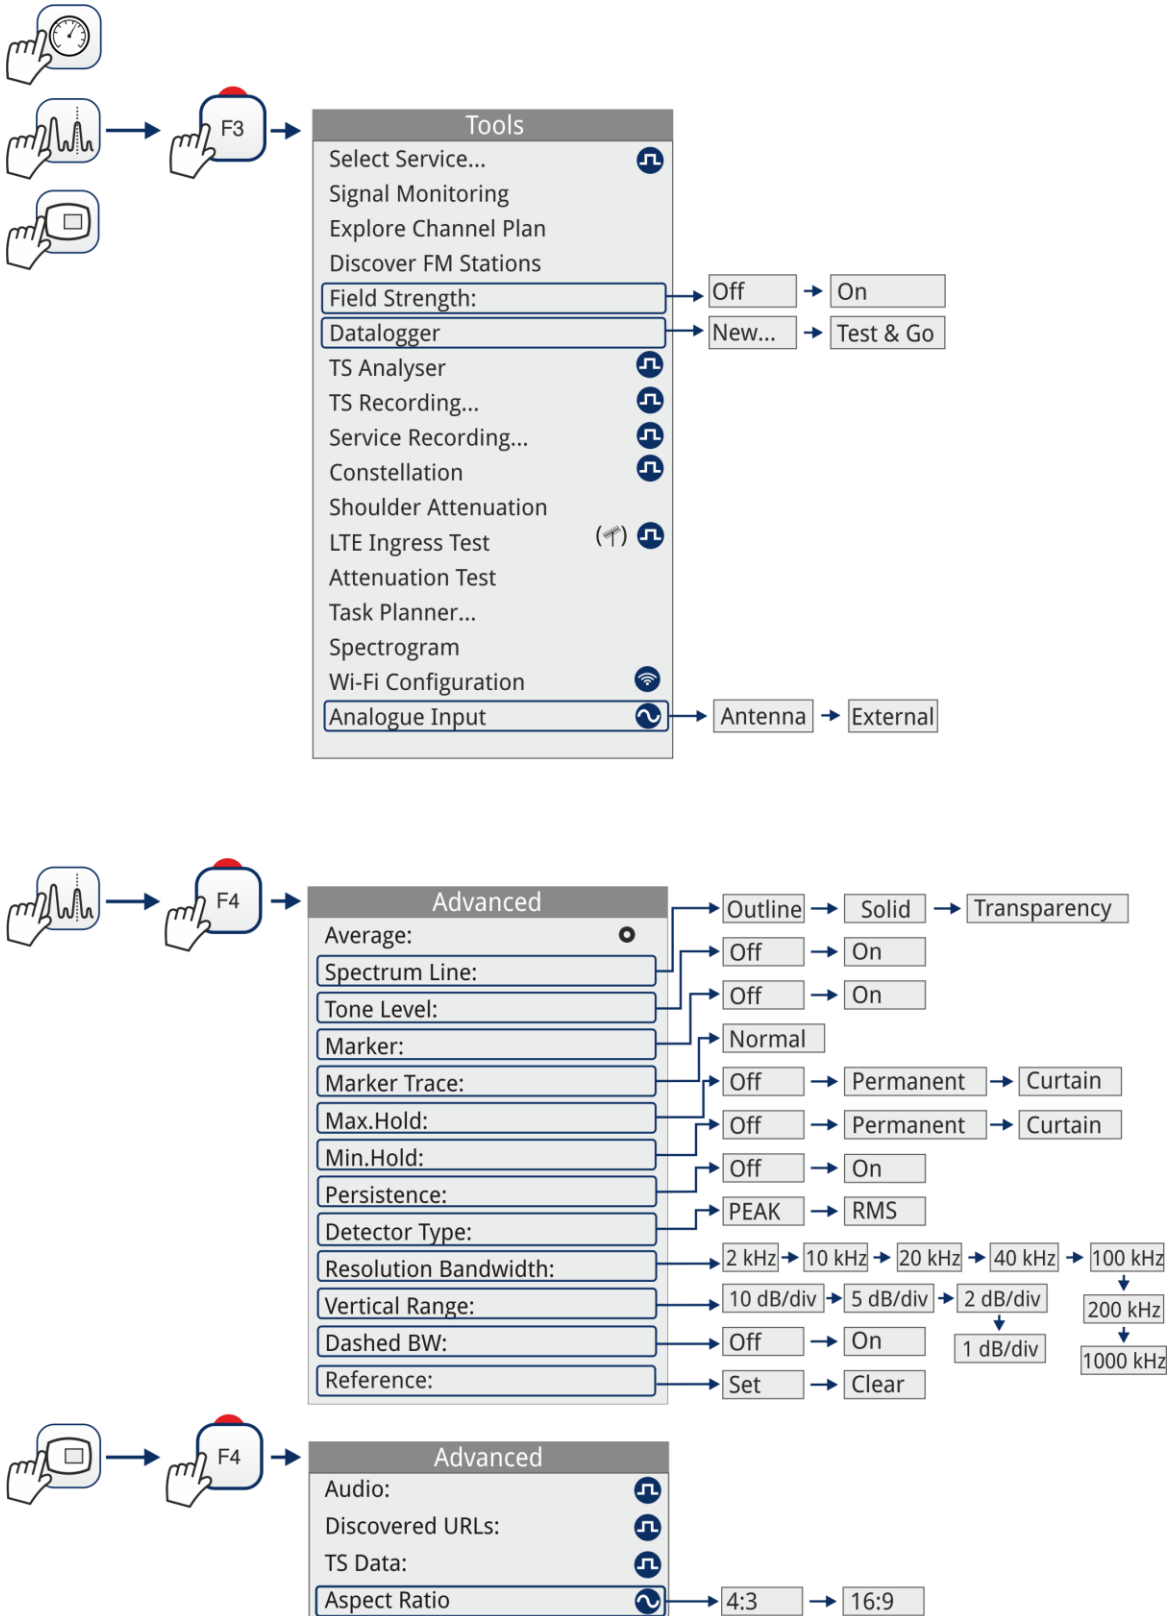 F3
Tools
Select Service...
Signal Monitoring
Explore Channel Plan
Discover FM Stations
Field Strength: Off On
Datalogger New... Test & Go
TS Analyser
TS Recording...
Service Recording...
Constellation
Shoulder Attenuation
LTE Ingress Test
Attenuation Test
Task Planner...
Spectrogram
Wi-Fi Configuration
Analogue Input Antenna External
F4
Advanced
Average:
Spectrum Line: Outline Solid Transparency
Tone Level: Off On
Marker: Off On
Marker Trace: Normal
Max.Hold: Off Permanent Curtain
Min.Hold: Off Permanent Curtain
Persistence: Off On
Detector Type: PEAK RMS
Resolution Bandwidth: 2 kHz 10 kHz 20 kHz 40 kHz 100 kHz 200 kHz 1000 kHz
Vertical Range: 10 dB/div 5 dB/div 2 dB/div 1 dB/div
Dashed BW: Off On
Reference: Set Clear
F4
Advanced
Audio:
Discovered URLs:
TS Data:
Aspect Ratio 4:3 16:9